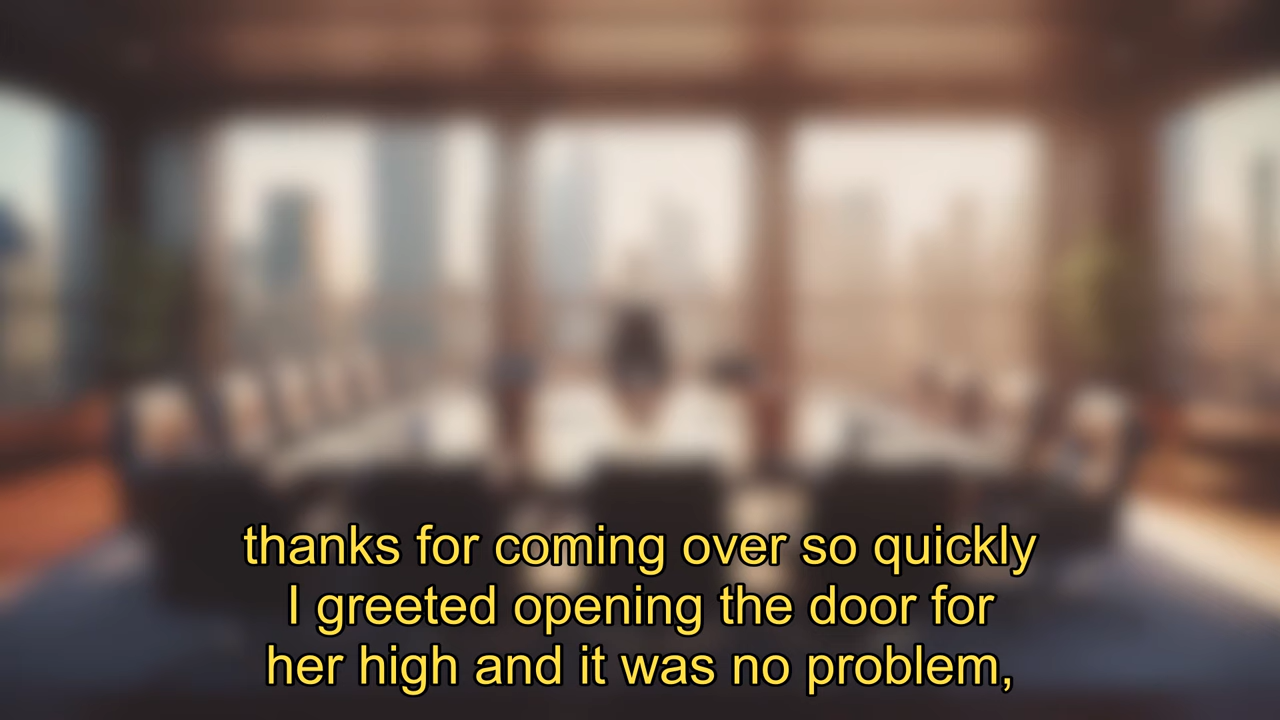 thanks for coming over so quickly
I greeted opening the door for
her high and it was no problem,